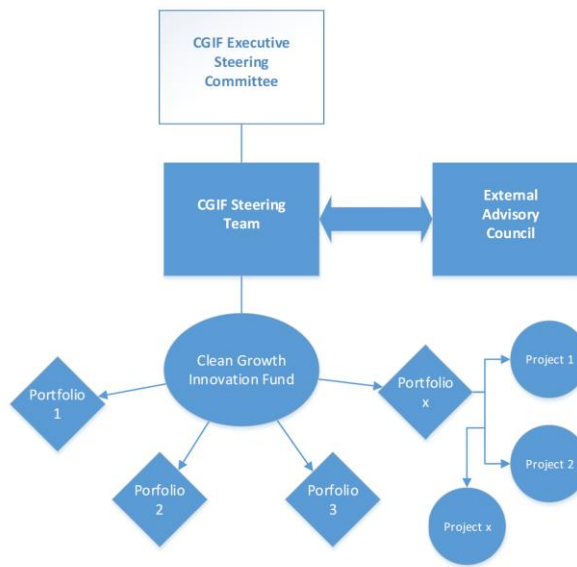 CGIF Executive
Steering
Committee
CGIF Steering
Team
External
Advisory
Council
Clean Growth
Innovation Fund
Portfolio
1
Porfolio
2
Porfolio
3
Portfolio
x
Project 1
Project 2
Project x